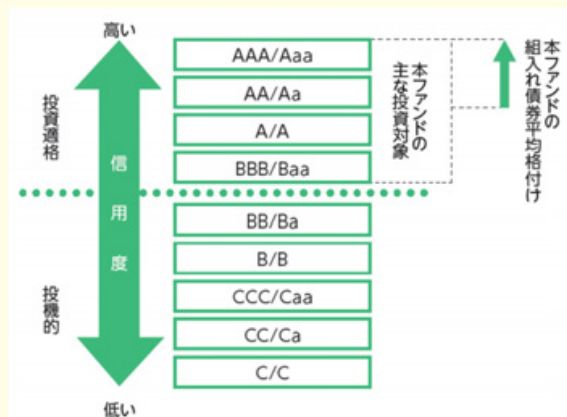 高い
投資適格
信用度
投機的
低い
AAA/Aaa
AA/Aa
A/A
BBB/Baa
BB/Ba
B/B
CCC/Caa
CC/Ca
C/C
本ファンドの
主な投資対象
本ファンドの
組入れ債券平均格付け